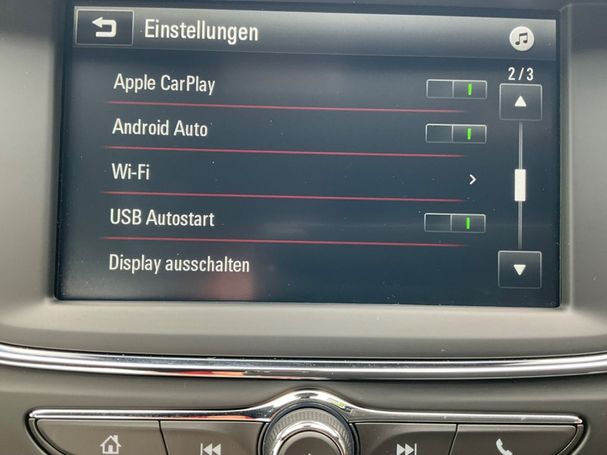 Einstellungen
2/3
Apple CarPlay
Android Auto
Wi-Fi
USB Autostart
Display ausschalten